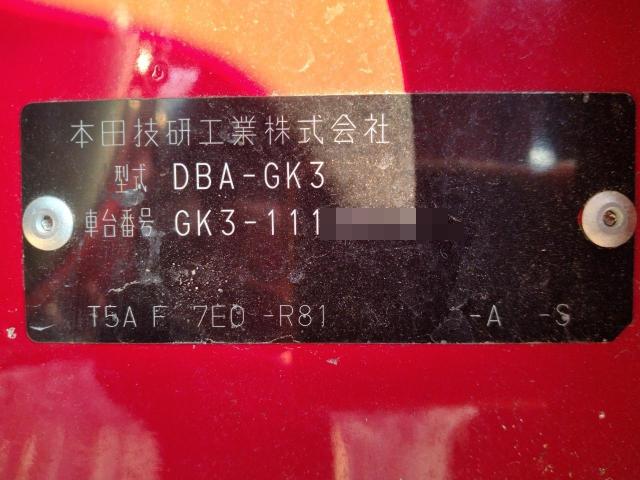 本田技研工業株式会社
型式 DBA-GK3
車台番号 GK3-111
T5A F 7E0 -R81 -A -S